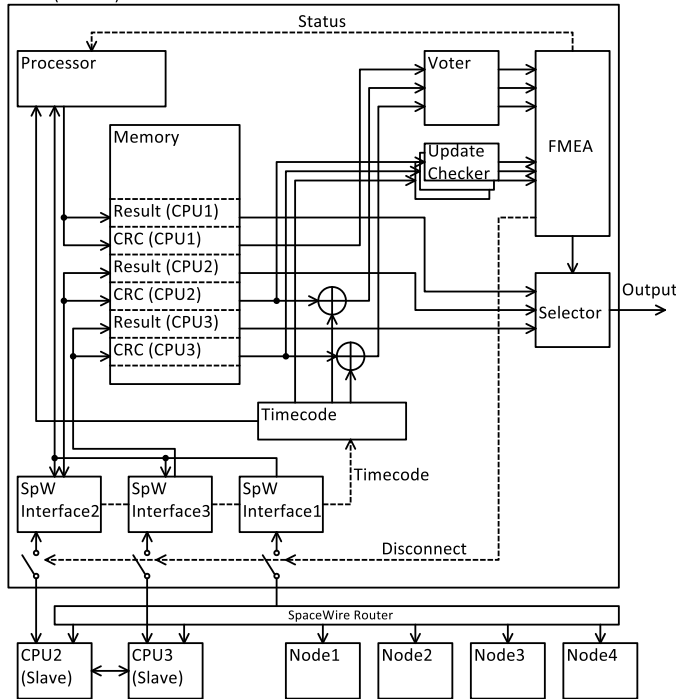 Status
Processor
Voter
Memory
Update
Checker
FMEA
Result (CPU1)
CRC (CPU1)
Result (CPU2)
CRC (CPU2)
Result (CPU3)
CRC (CPU3)
Output
Selector
Timecode
Timecode
SpW
Interface2
SpW
Interface3
SpW
Interface1
Disconnect
SpaceWire Router
CPU2
(Slave)
CPU3
(Slave)
Node1
Node2
Node3
Node4